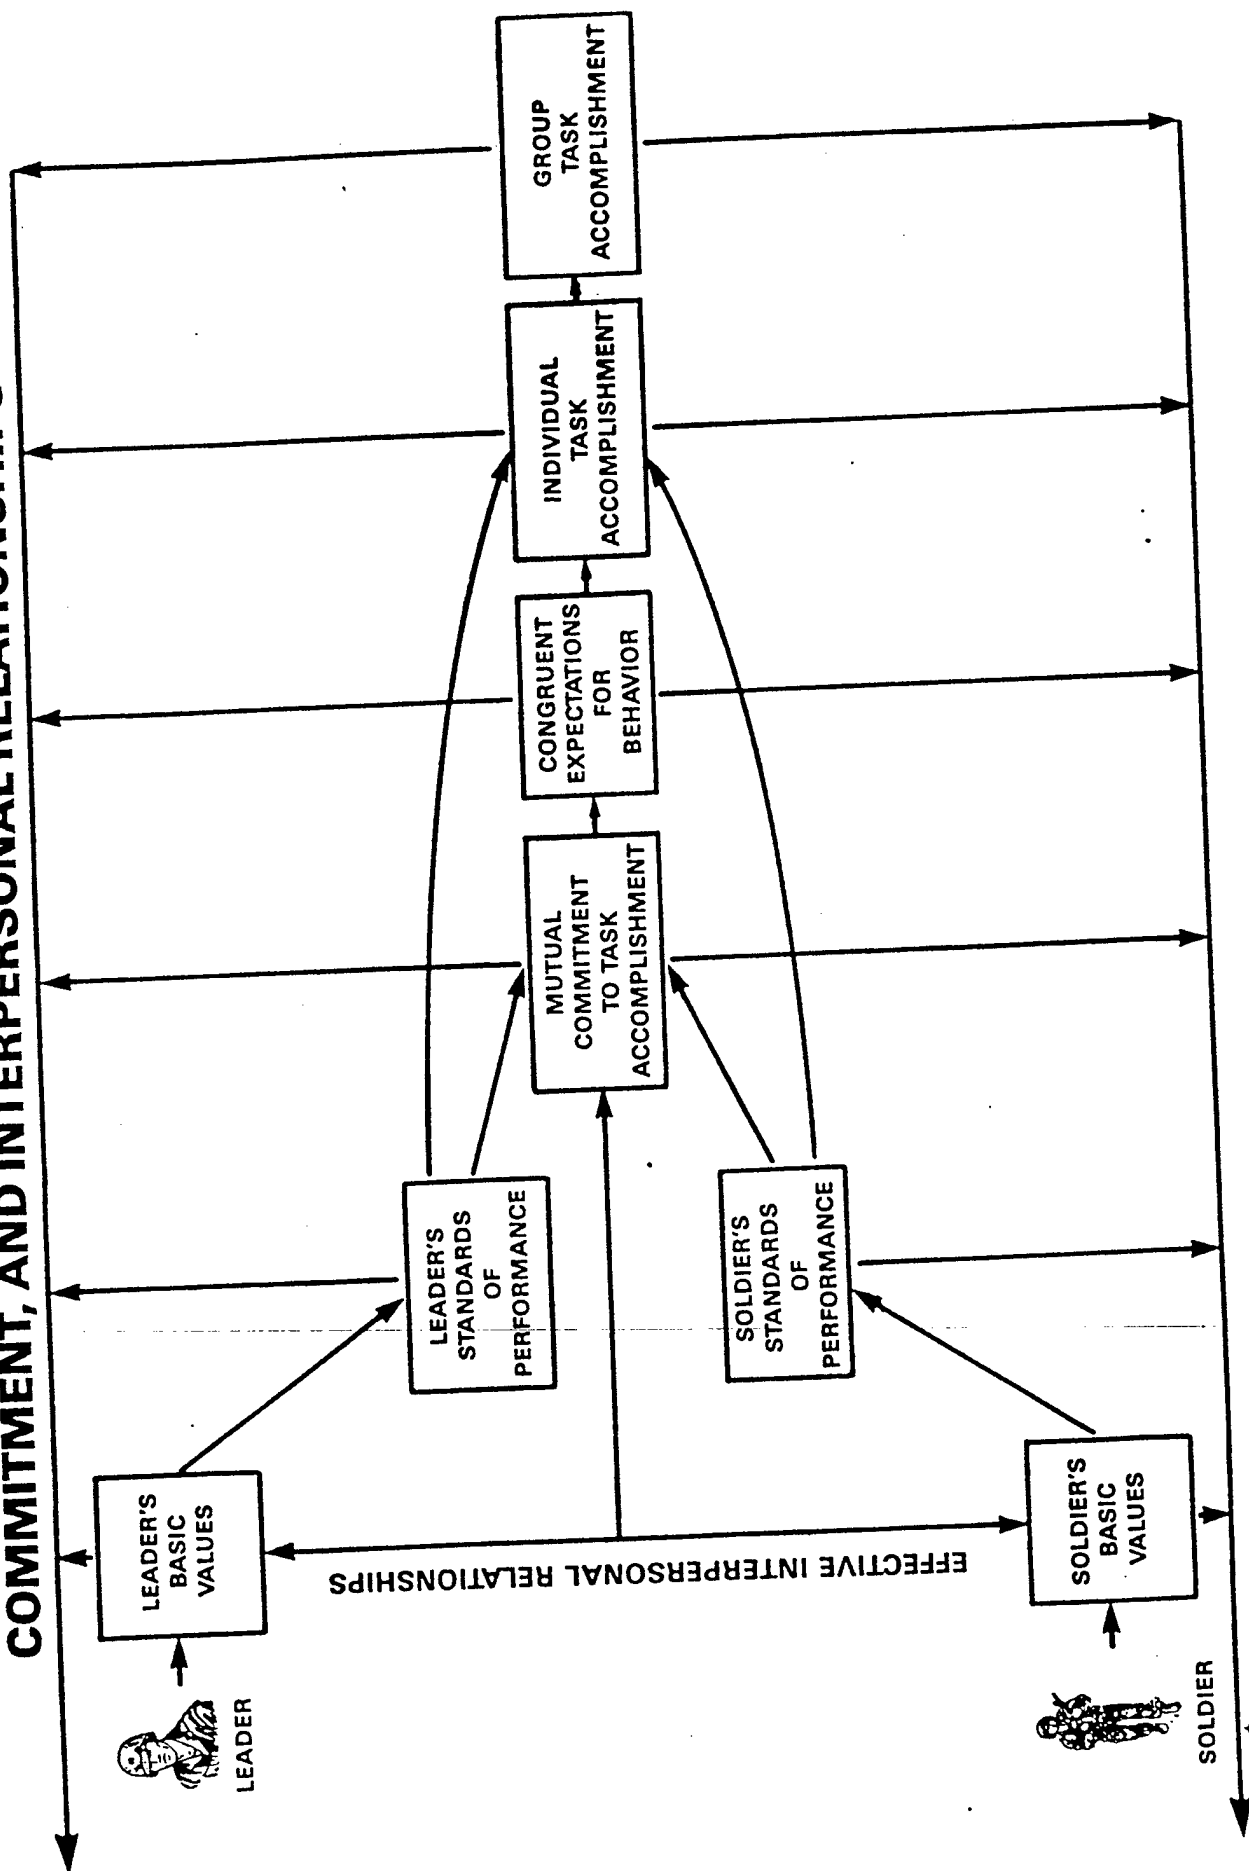 COMMITMENT, AND INTERPERSONAL RELATIONSHIPS
LEADER
LEADER'S
BASIC
VALUES
LEADER'S
STANDARDS
OF
PERFORMANCE
EFFECTIVE INTERPERSONAL RELATIONSHIPS
MUTUAL
COMMITMENT
TO TASK
ACCOMPLISHMENT
CONGRUENT
EXPECTATIONS
FOR
BEHAVIOR
INDIVIDUAL
TASK
ACCOMPLISHMENT
GROUP
TASK
ACCOMPLISHMENT
SOLDIER'S
STANDARDS
OF
PERFORMANCE
SOLDIER'S
BASIC
VALUES
SOLDIER